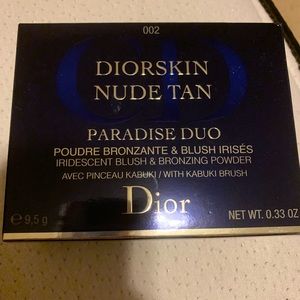 002
DIORSKIN
NUDE TAN
PARADISE DUO
POUDRE BRONZANTE & BLUSH IRISÉS
IRIDESCENT BLUSH & BRONZING POWDER
AVEC PINCEAU KABUKI / WITH KABUKI BRUSH
Dior
e 9,5 g
NET WT. 0.33 OZ